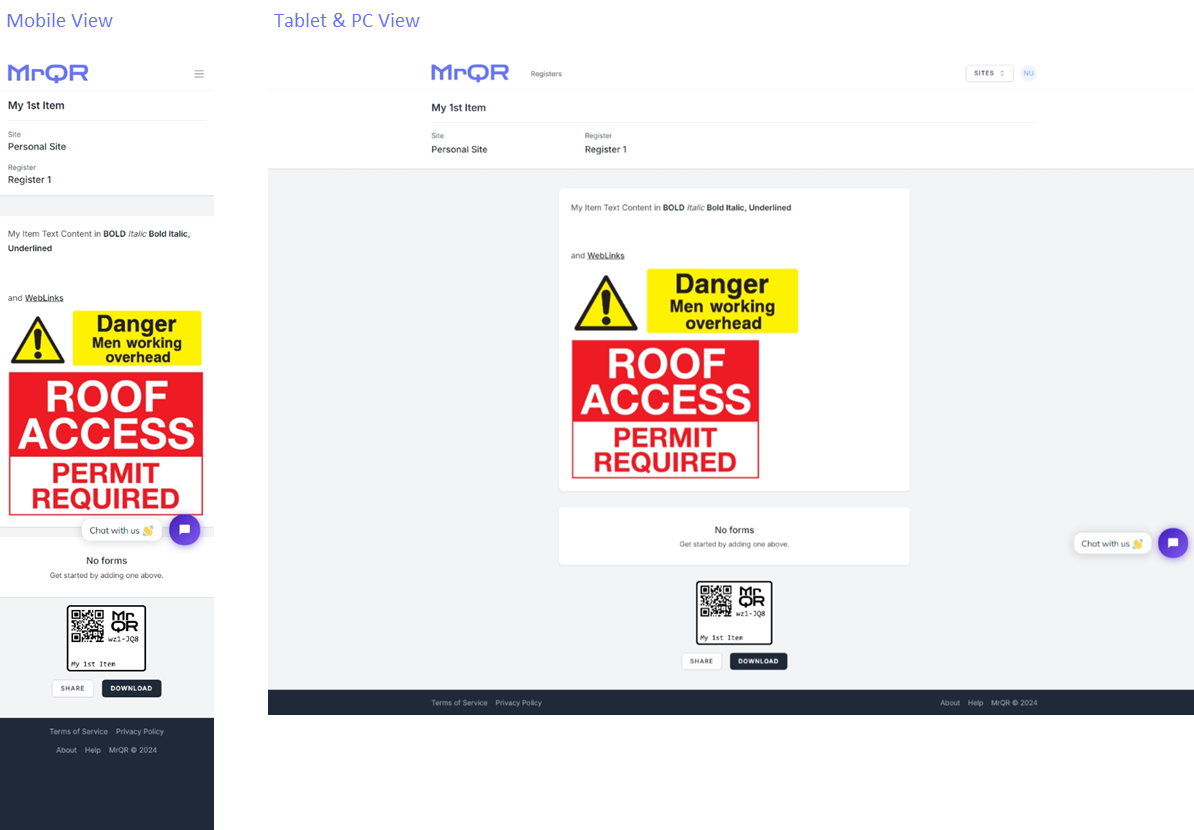 Mobile View
MrQR
My 1st Item
Site
Personal Site
Register
Register 1
My Item Text Content in BOLD Italic Bold Italic,
Underlined
and WebLinks
Danger
Men working
overhead
ROOF
ACCESS
PERMIT
REQUIRED
Chat with us 👋
No forms
Get started by adding one above.
Mr
QR
wz1-JQ8
My 1st Item
SHARE
DOWNLOAD
Terms of Service Privacy Policy
About Help MrQR © 2024
Tablet & PC View
MrQR Registers SITES NU
My 1st Item
Site Register
Personal Site Register 1
My Item Text Content in BOLD Italic Bold Italic, Underlined
and WebLinks
Danger
Men working
overhead
ROOF
ACCESS
PERMIT
REQUIRED
No forms
Get started by adding one above.
Chat with us 👋
Mr
QR
wz1-JQ8
My 1st Item
SHARE DOWNLOAD
Terms of Service Privacy Policy About Help MrQR © 2024